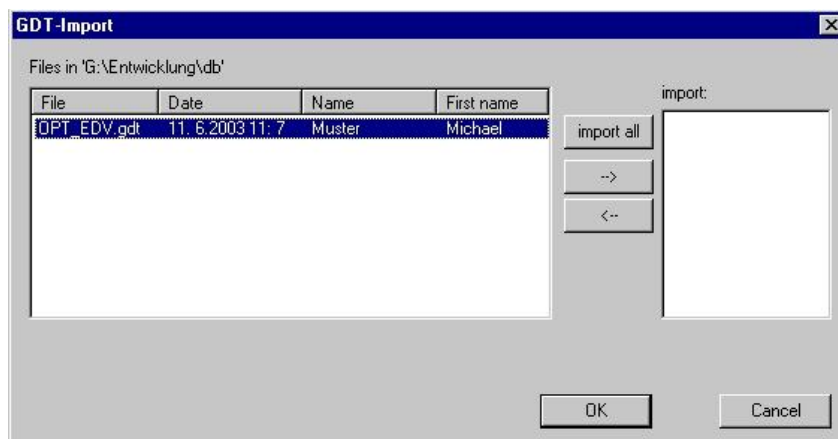 GDT-Import
Files in 'G:\Entwicklung\db'
import:
File Date Name First name
OPT_EDV.gdt 11. 6.2003 11: 7 Muster Michael
import all
-->
<--
OK Cancel